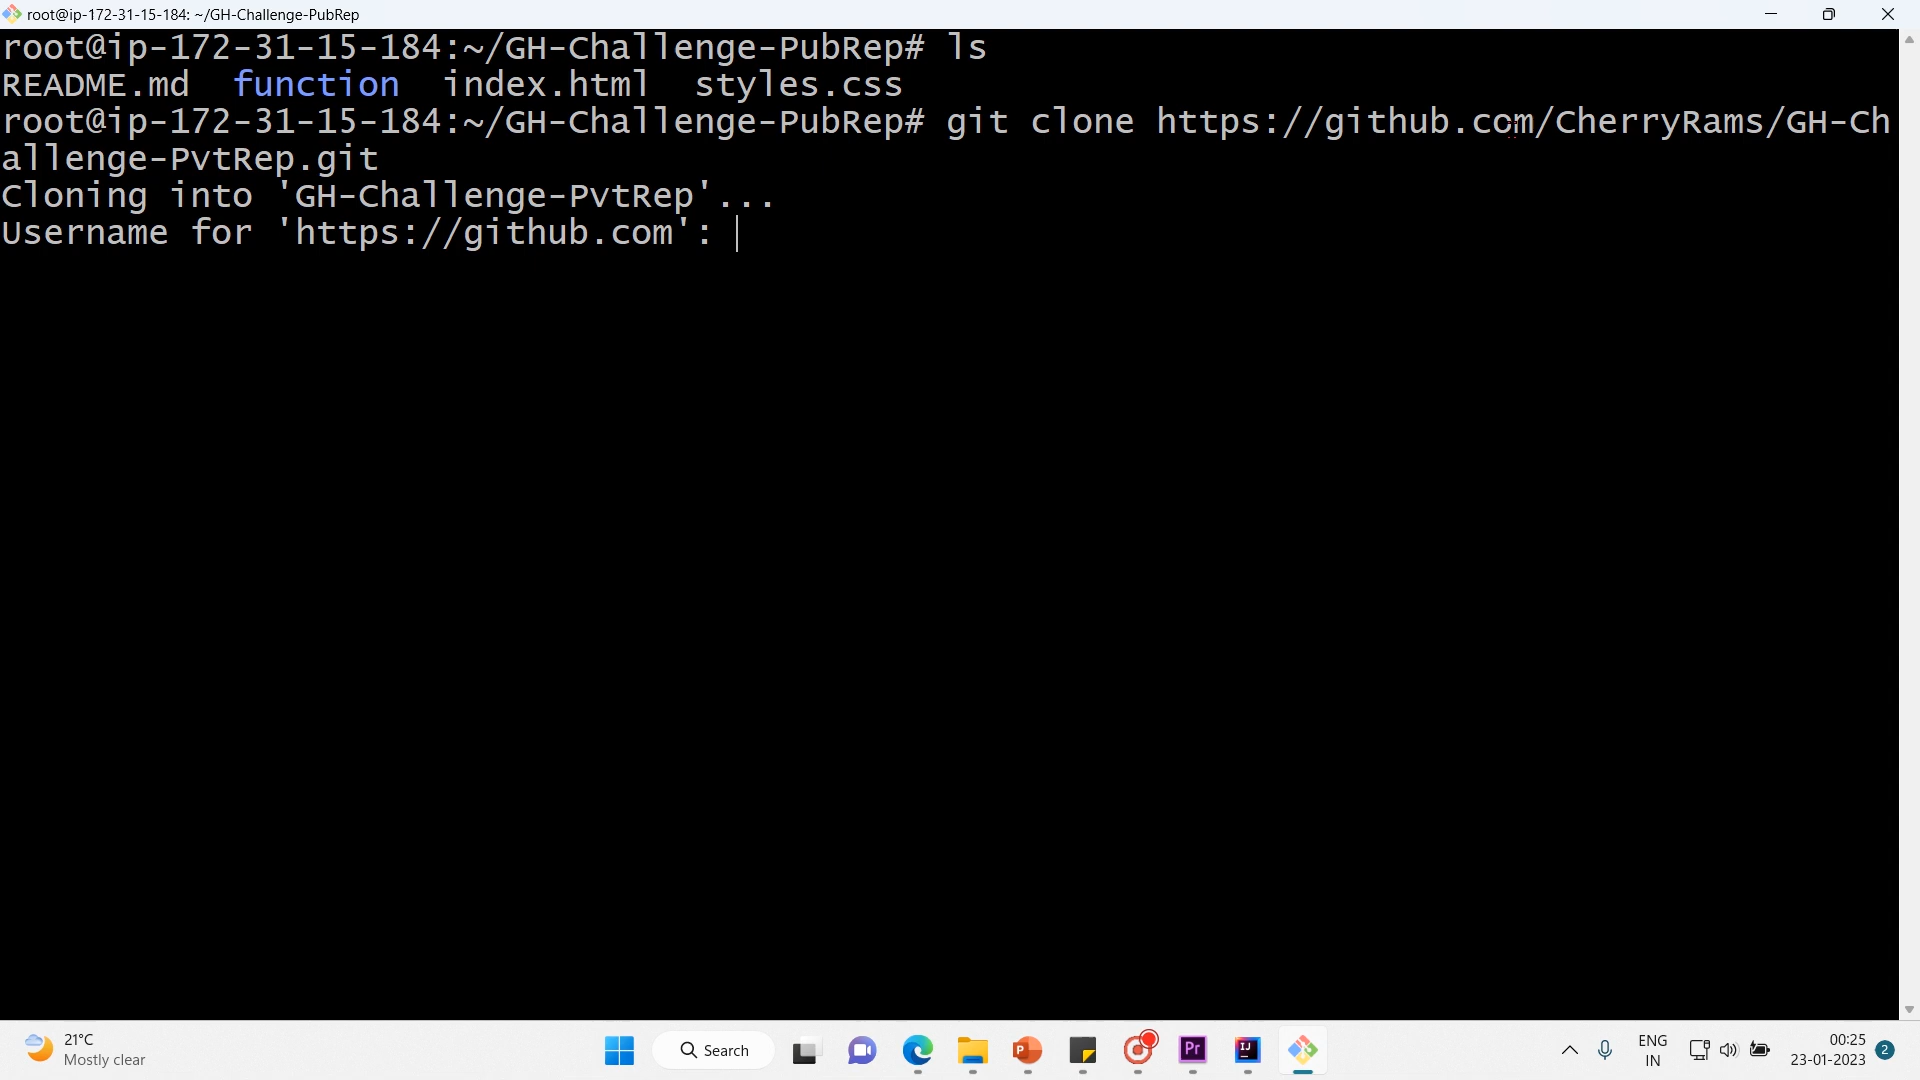 root@ip-172-31-15-184: ~/GH-Challenge-PubRep
root@ip-172-31-15-184:~/GH-Challenge-PubRep# ls
README.md  function  index.html  styles.css
root@ip-172-31-15-184:~/GH-Challenge-PubRep# git clone https://github.com/CherryRams/GH-Ch
allenge-PvtRep.git
Cloning into 'GH-Challenge-PvtRep'...
Username for 'https://github.com':
21°C
Mostly clear
Search
P
Pr
IJ
ENG
IN
00:25
23-01-2023
2